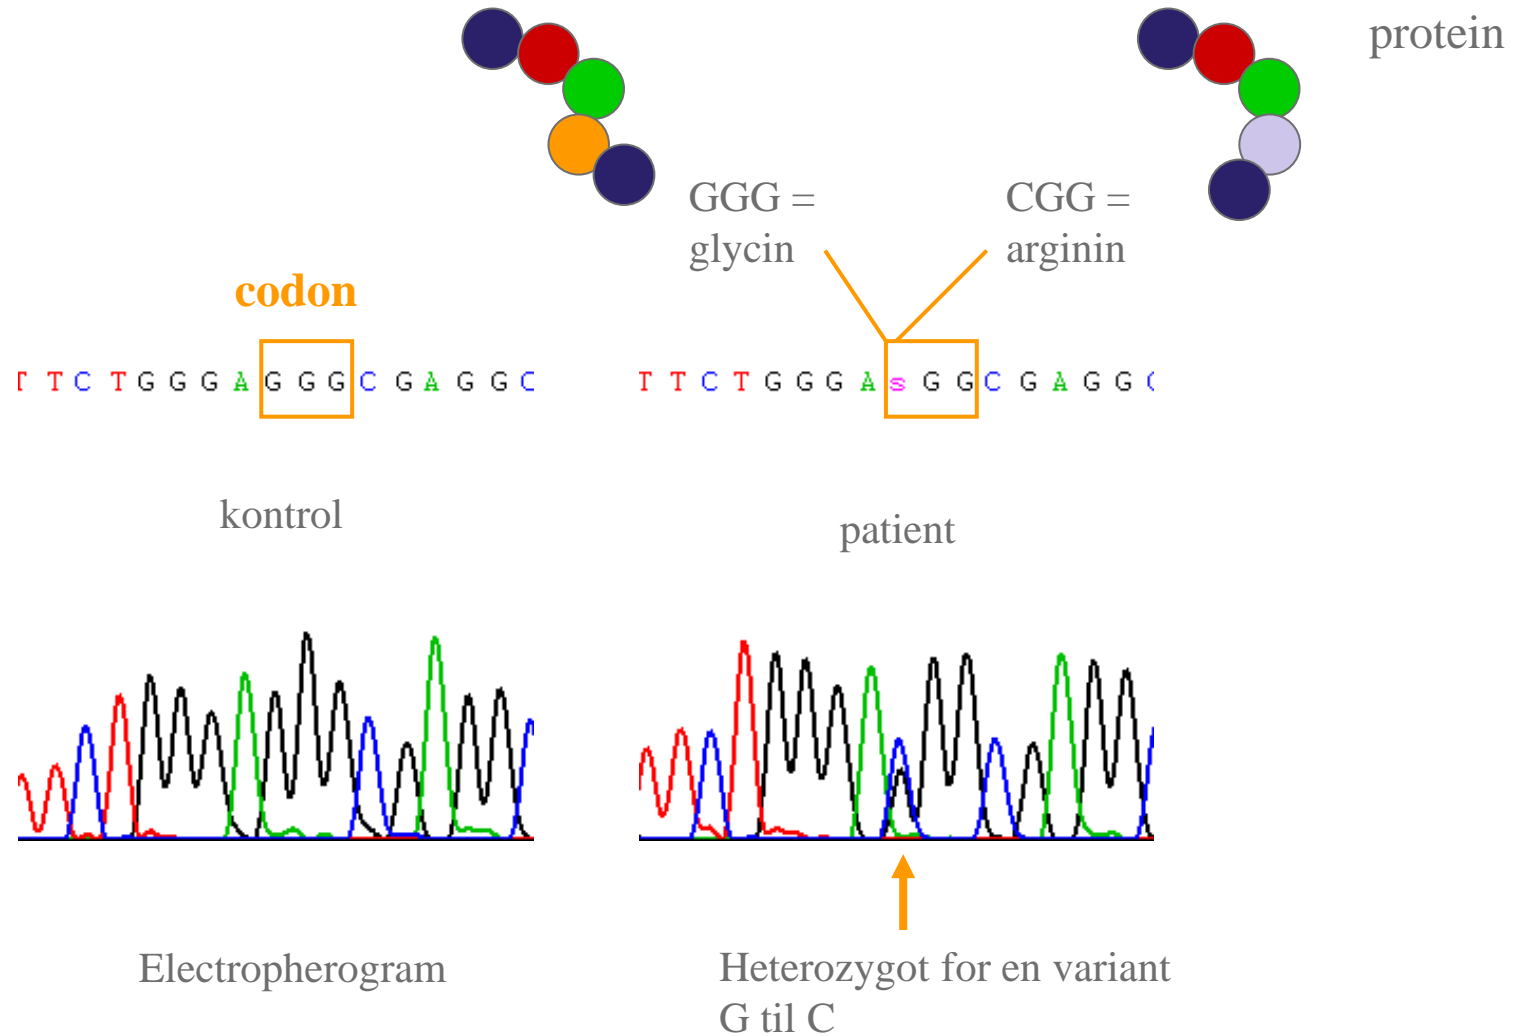 protein
GGG =
glycin
CGG =
arginin
codon
T T C T G G G A G G G C G A G G C
T T C T G G G A s G G C G A G G C
kontrol
patient
Electropherogram
Heterozygot for en variant
G til C